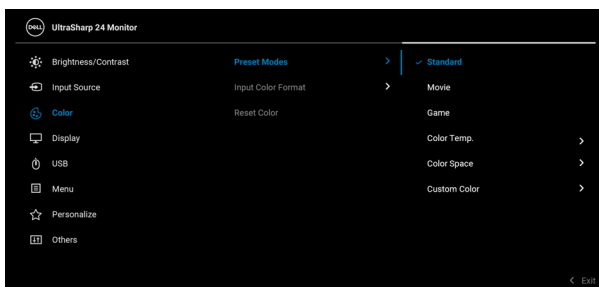 DELL UltraSharp 24 Monitor
Brightness/Contrast Preset Modes Standard
Input Source Input Color Format Movie
Color Reset Color Game
Display Color Temp.
USB Color Space
Menu Custom Color
Personalize
Others
Exit